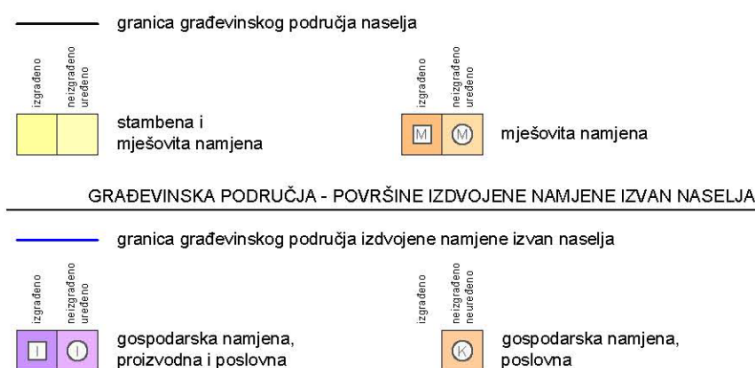 granica građevinskog područja naselja
izgrađeno
neizgrađeno
uređeno
stambena i
mješovita namjena
izgrađeno
neizgrađeno
uređeno
M
M
mješovita namjena
GRAĐEVINSKA PODRUČJA - POVRŠINE IZDVOJENE NAMJENE IZVAN NASELJA
granica građevinskog područja izdvojene namjene izvan naselja
izgrađeno
neizgrađeno
uređeno
I
I
gospodarska namjena,
proizvodna i poslovna
izgrađeno
neizgrađeno
neuređeno
K
gospodarska namjena,
poslovna